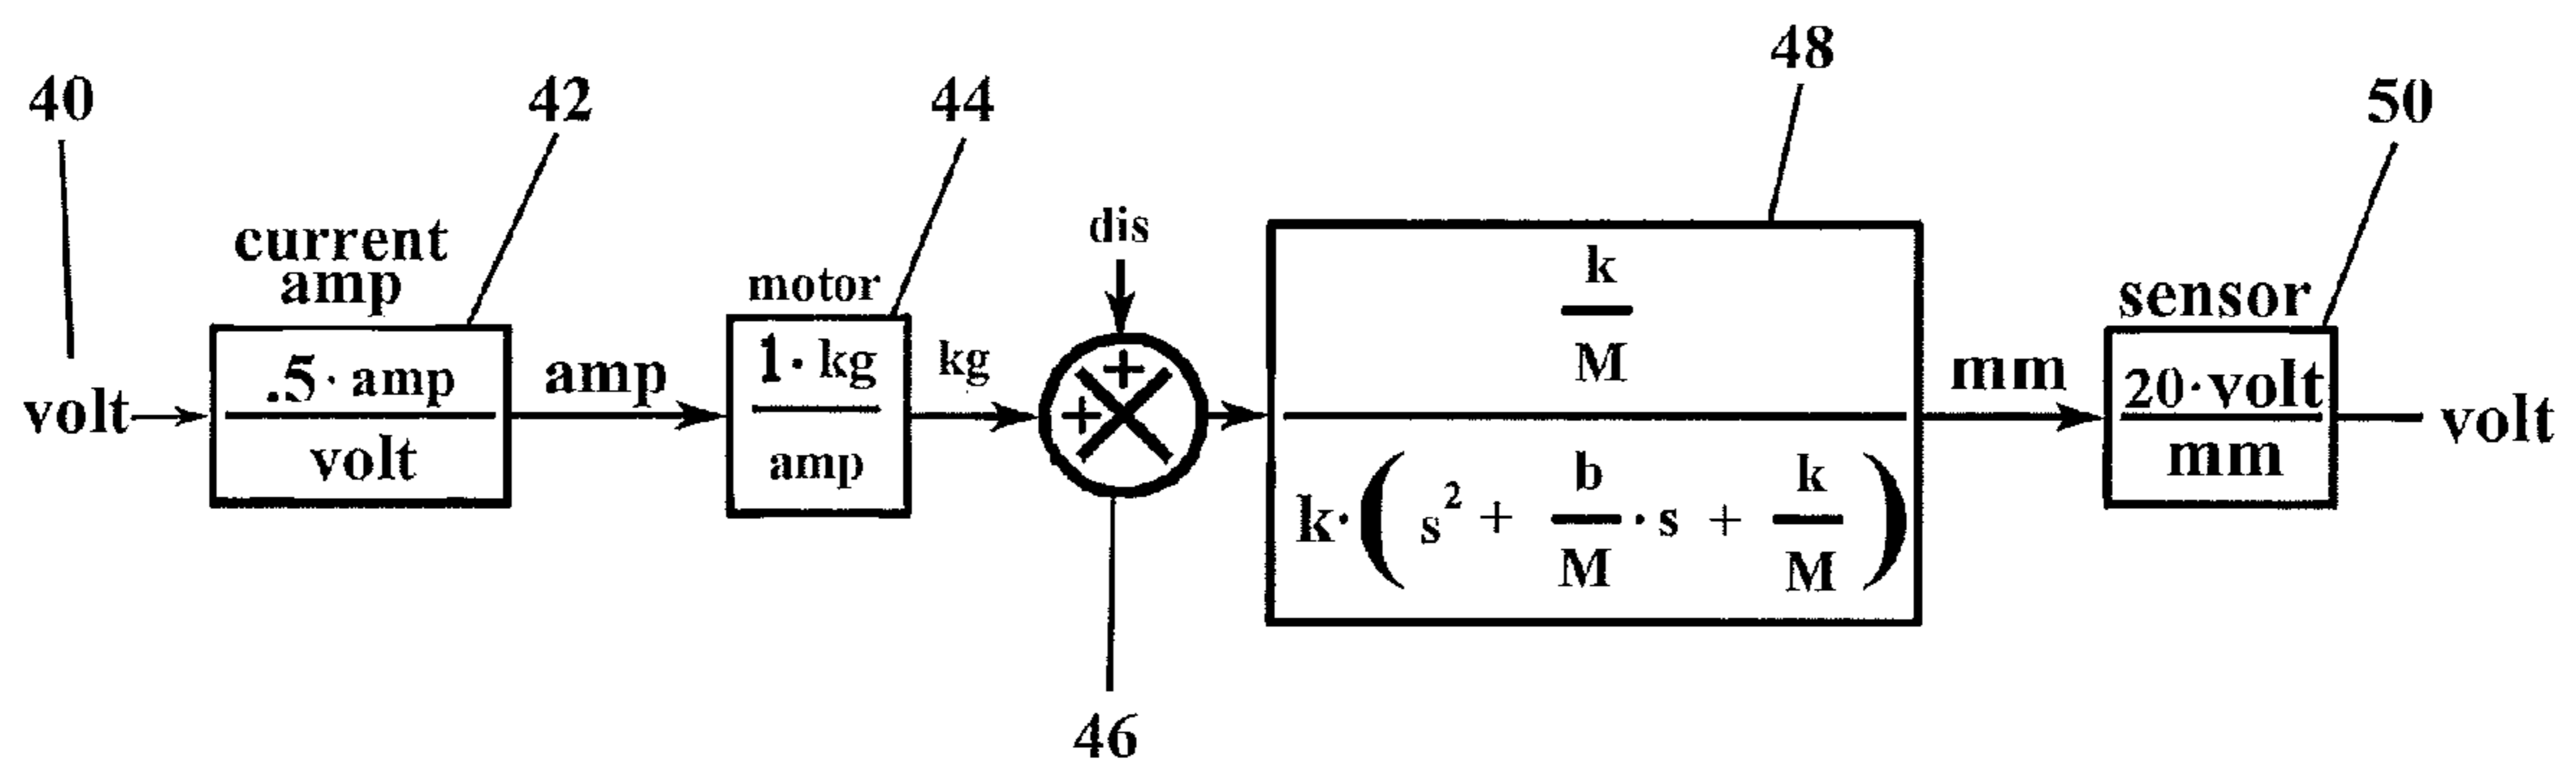 40
42
44
48
50
current
amp
motor
dis
sensor
volt
.5· amp
volt
amp
1· kg
amp
kg
+
+
k
M
k·( s² + b/M · s + k/M )
mm
20·volt
mm
volt
46